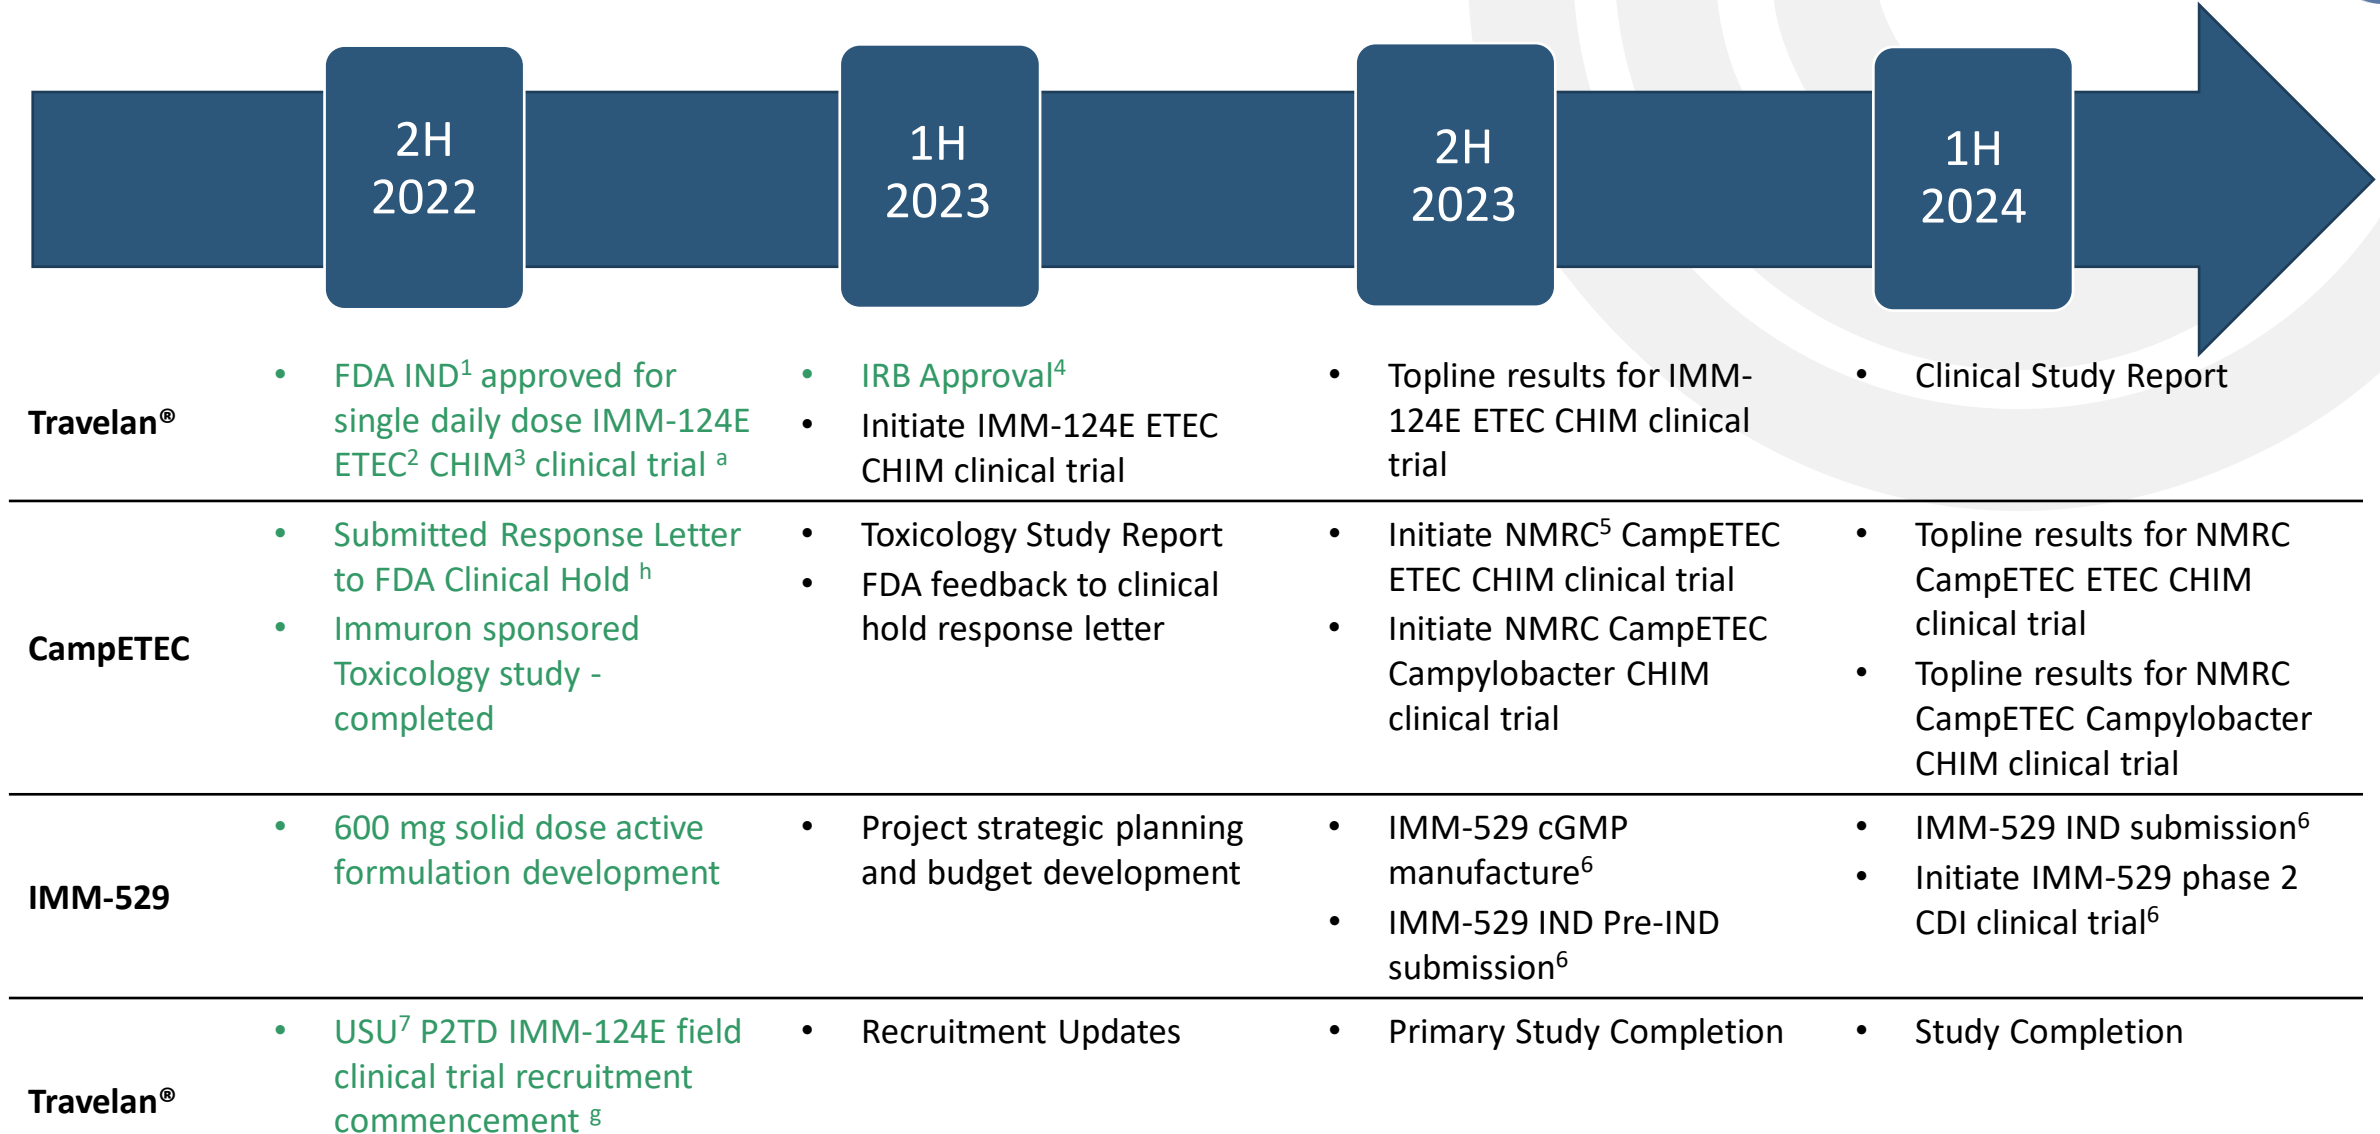 2H
2022
1H
2023
2H
2023
1H
2024
Travelan®
• FDA IND¹ approved for
single daily dose IMM-124E
ETEC² CHIM³ clinical trial ᵃ
• IRB Approval⁴
• Initiate IMM-124E ETEC
CHIM clinical trial
• Topline results for IMM-
124E ETEC CHIM clinical
trial
• Clinical Study Report
CampETEC
• Submitted Response Letter
to FDA Clinical Hold ʰ
• Immuron sponsored
Toxicology study -
completed
• Toxicology Study Report
• FDA feedback to clinical
hold response letter
• Initiate NMRC⁵ CampETEC
ETEC CHIM clinical trial
• Initiate NMRC CampETEC
Campylobacter CHIM
clinical trial
• Topline results for NMRC
CampETEC ETEC CHIM
clinical trial
• Topline results for NMRC
CampETEC Campylobacter
CHIM clinical trial
IMM-529
• 600 mg solid dose active
formulation development
• Project strategic planning
and budget development
• IMM-529 cGMP
manufacture⁶
• IMM-529 IND Pre-IND
submission⁶
• IMM-529 IND submission⁶
• Initiate IMM-529 phase 2
CDI clinical trial⁶
Travelan®
• USU⁷ P2TD IMM-124E field
clinical trial recruitment
commencement ᵍ
• Recruitment Updates
• Primary Study Completion
• Study Completion